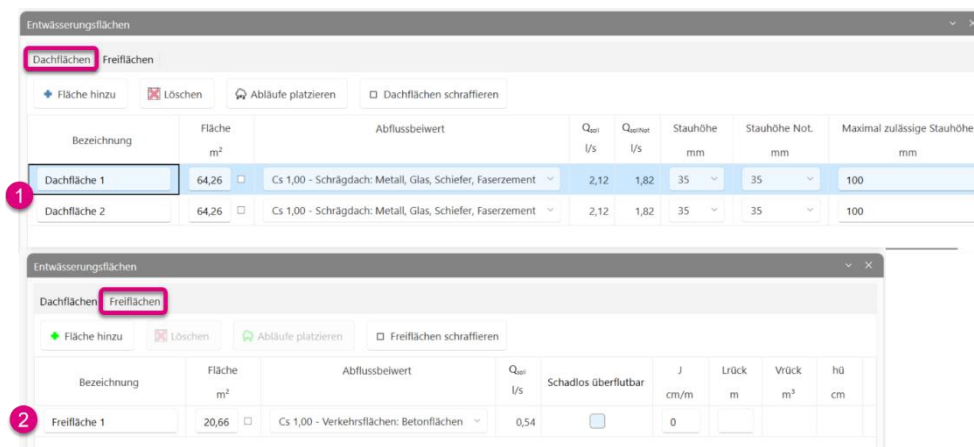 Entwässerungsflächen
Dachflächen Freiflächen
Fläche hinzu Löschen Abläufe platzieren Dachflächen schraffieren
Bezeichnung Fläche Abflussbeiwert Qsoll QsollNot Stauhöhe Stauhöhe Not. Maximal zulässige Stauhöhe
m² l/s l/s mm mm mm
1
Dachfläche 1 64,26 Cs 1,00 - Schrägdach: Metall, Glas, Schiefer, Faserzement 2,12 1,82 35 35 100
Dachfläche 2 64,26 Cs 1,00 - Schrägdach: Metall, Glas, Schiefer, Faserzement 2,12 1,82 35 35 100
Entwässerungsflächen
Dachflächen Freiflächen
Fläche hinzu Löschen Abläufe platzieren Freiflächen schraffieren
Bezeichnung Fläche Abflussbeiwert Qsoll Schadlos überflutbar J Lrück Vrück hü
m² l/s cm/m m m³ cm
2 Freifläche 1 20,66 Cs 1,00 - Verkehrsflächen: Betonflächen 0,54 0